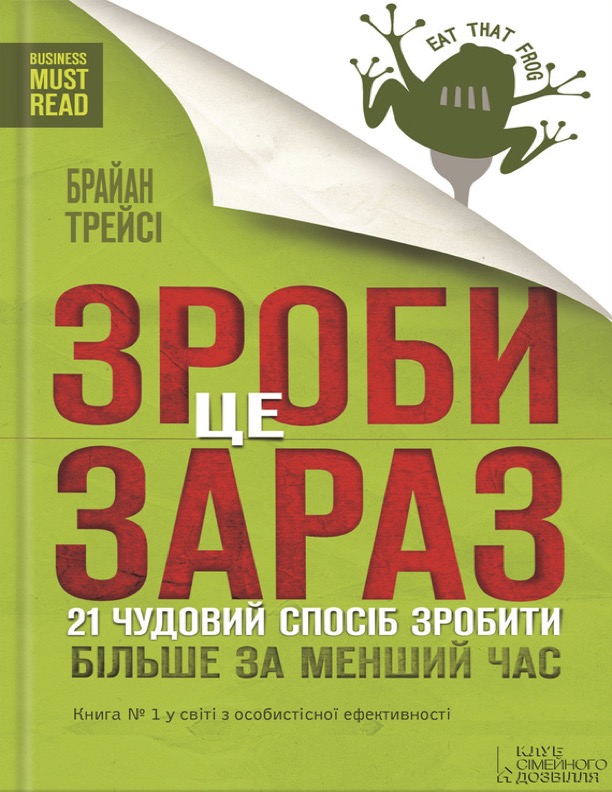 BUSINESS
MUST
READ
EAT THAT FROG
БРАЙАН
ТРЕЙСІ
ЗРОБИ
ЦЕ
ЗАРАЗ
21 ЧУДОВИЙ СПОСІБ ЗРОБИТИ
БІЛЬШЕ ЗА МЕНШИЙ ЧАС
Книга № 1 у світі з особистісної ефективності
КЛУБ
СІМЕЙНОГО
ДОЗВІЛЛЯ